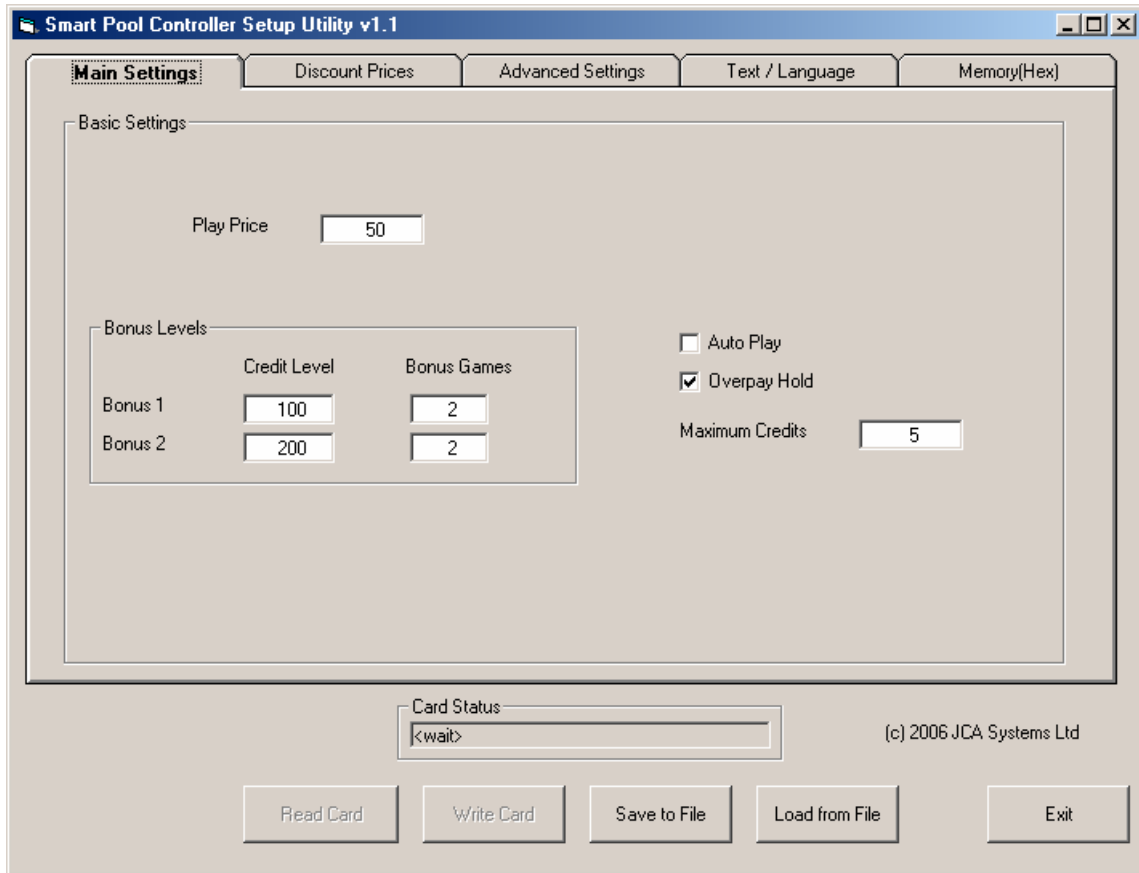 Smart Pool Controller Setup Utility v1.1
Main Settings Discount Prices Advanced Settings Text / Language Memory(Hex)
Basic Settings
Play Price 50
Bonus Levels
Credit Level Bonus Games
Bonus 1 100 2
Bonus 2 200 2
Auto Play
Overpay Hold
Maximum Credits 5
Card Status
<wait>
(c) 2006 JCA Systems Ltd
Read Card Write Card Save to File Load from File Exit